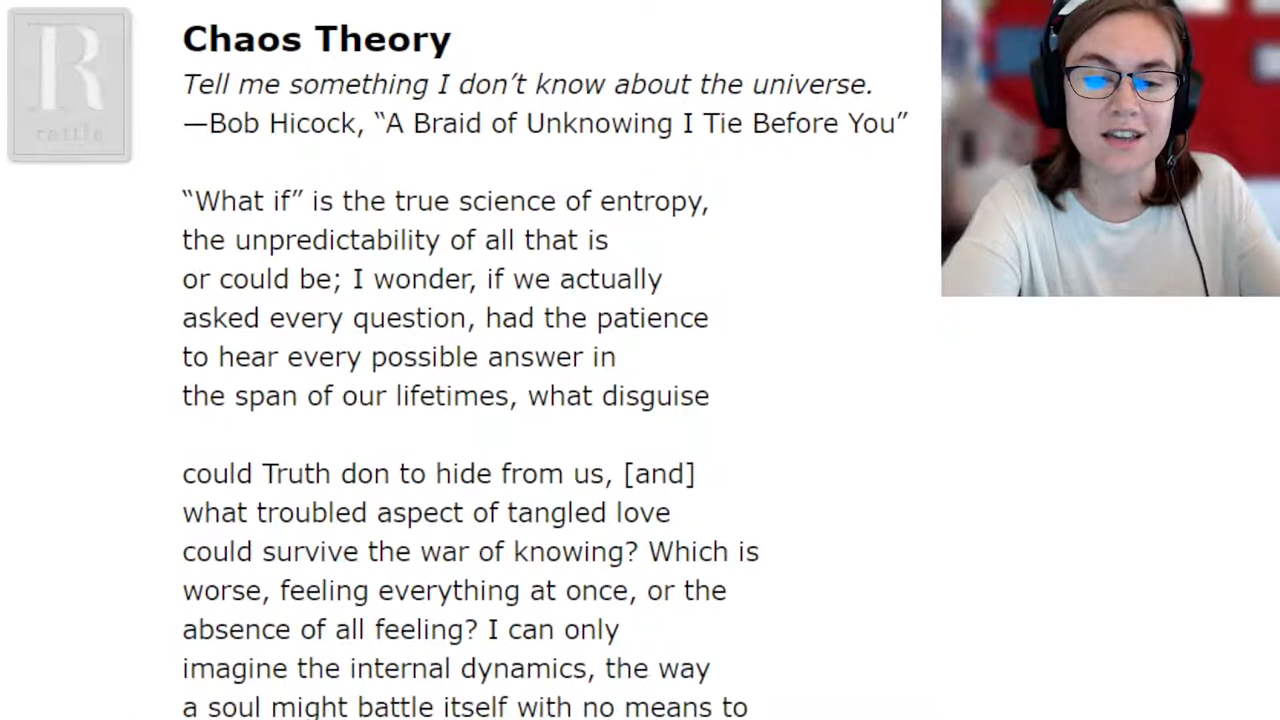 R
rattle
Chaos Theory
Tell me something I don’t know about the universe.
—Bob Hicock, “A Braid of Unknowing I Tie Before You”
“What if” is the true science of entropy,
the unpredictability of all that is
or could be; I wonder, if we actually
asked every question, had the patience
to hear every possible answer in
the span of our lifetimes, what disguise
could Truth don to hide from us, [and]
what troubled aspect of tangled love
could survive the war of knowing? Which is
worse, feeling everything at once, or the
absence of all feeling? I can only
imagine the internal dynamics, the way
a soul might battle itself with no means to